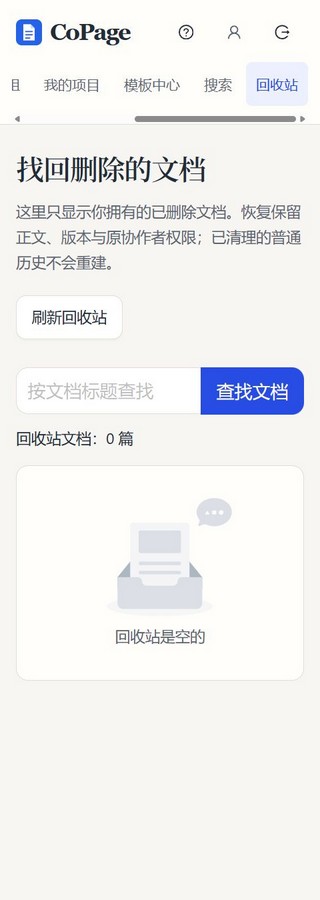 CoPage
我的项目 模板中心 搜索 回收站
找回删除的文档
这里只显示你拥有的已删除文档。恢复保留
正文、版本与原协作者权限；已清理的普通
历史不会重建。
刷新回收站
按文档标题查找 查找文档
回收站文档：0 篇
回收站是空的